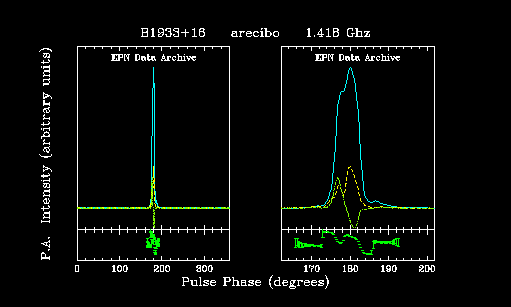 B1933+16 arecibo 1.418 Ghz
EPN Data Archive EPN Data Archive
P.A. Intensity (arbitrary units)
0 100 200 300 170 180 190 200
Pulse Phase (degrees)